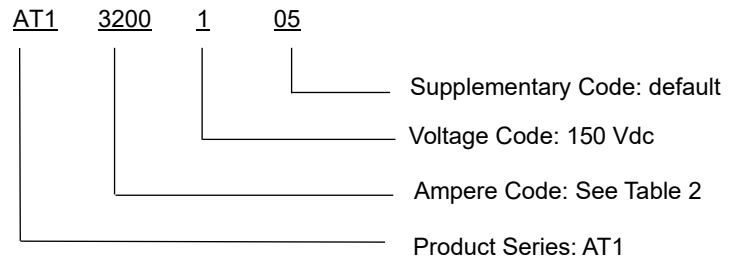 AT1 3200 1 05
Supplementary Code: default
Voltage Code: 150 Vdc
Ampere Code: See Table 2
Product Series: AT1